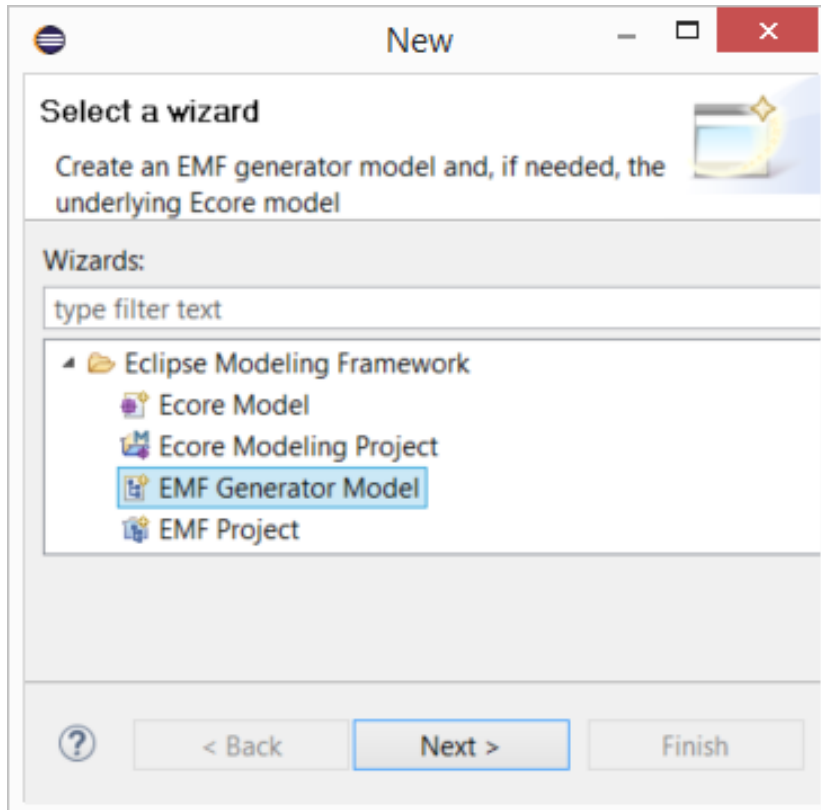 New
Select a wizard
Create an EMF generator model and, if needed, the
underlying Ecore model
Wizards:
type filter text
Eclipse Modeling Framework
Ecore Model
Ecore Modeling Project
EMF Generator Model
EMF Project
< Back Next > Finish